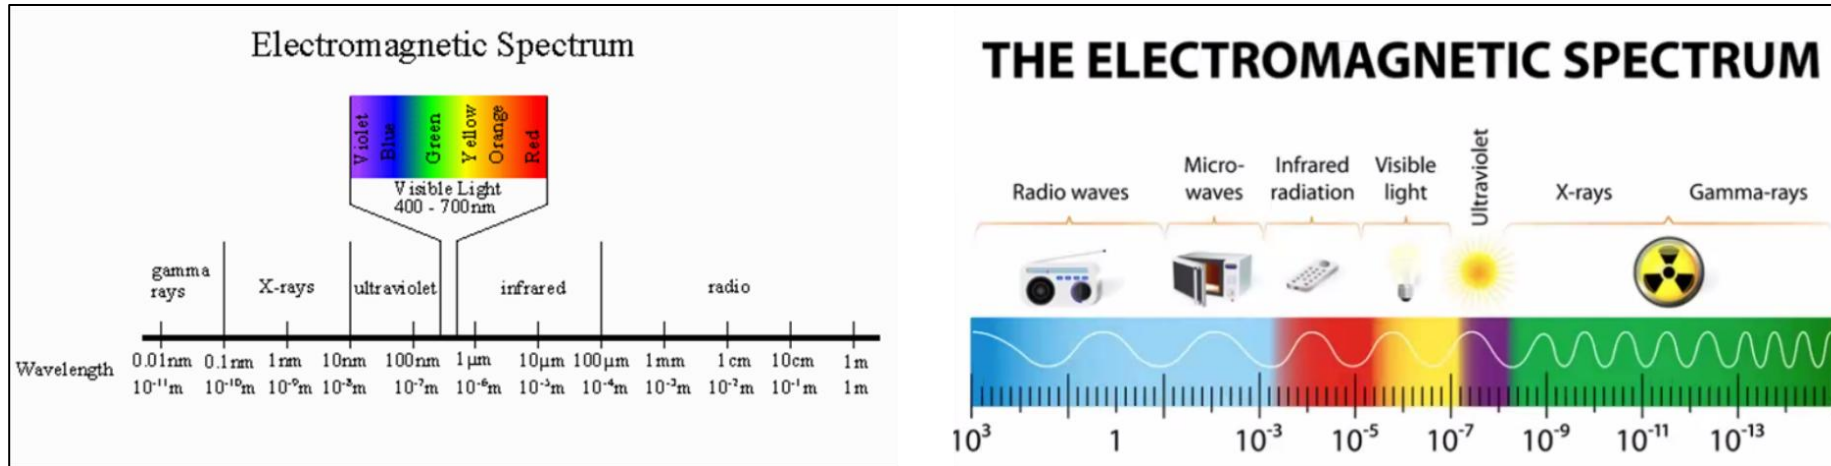 Electromagnetic Spectrum
Violet
Blue
Green
Yellow
Orange
Red
Visible Light
400 - 700nm
gamma
rays
X-rays
ultraviolet
infrared
radio
Wavelength
0.01nm 0.1nm 1nm 10nm 100nm 1μm 10μm 100μm 1mm 1cm 10cm 1m
10⁻¹¹m 10⁻¹⁰m 10⁻⁹m 10⁻⁸m 10⁻⁷m 10⁻⁶m 10⁻⁵m 10⁻⁴m 10⁻³m 10⁻²m 10⁻¹m 1m
THE ELECTROMAGNETIC SPECTRUM
Radio waves
Micro-
waves
Infrared
radiation
Visible
light
Ultraviolet
X-rays
Gamma-rays
10³ 1 10⁻³ 10⁻⁵ 10⁻⁷ 10⁻⁹ 10⁻¹¹ 10⁻¹³